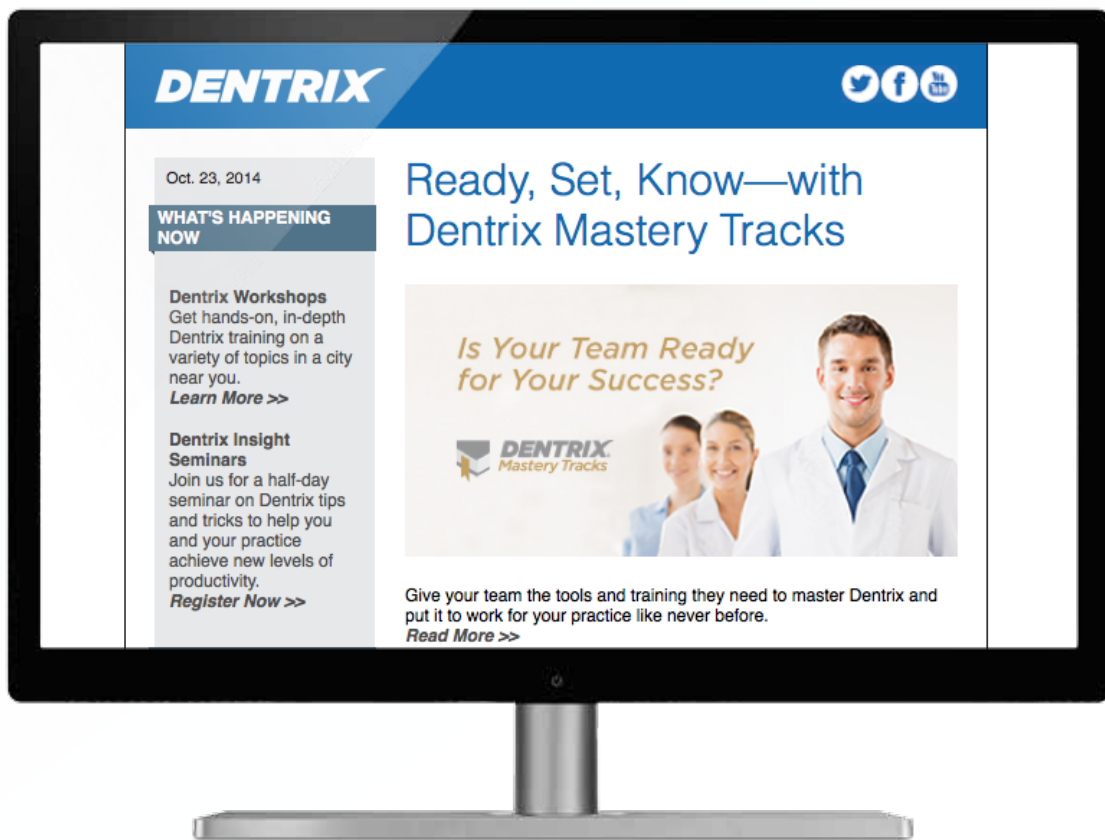 DENTRIX
You
Tube
Oct. 23, 2014
WHAT'S HAPPENING
NOW
Dentrix Workshops
Get hands-on, in-depth
Dentrix training on a
variety of topics in a city
near you.
Learn More >>
Dentrix Insight
Seminars
Join us for a half-day
seminar on Dentrix tips
and tricks to help you
and your practice
achieve new levels of
productivity.
Register Now >>
Ready, Set, Know—with
Dentrix Mastery Tracks
Is Your Team Ready
for Your Success?
DENTRIX.
Mastery Tracks
Give your team the tools and training they need to master Dentrix and
put it to work for your practice like never before.
Read More >>